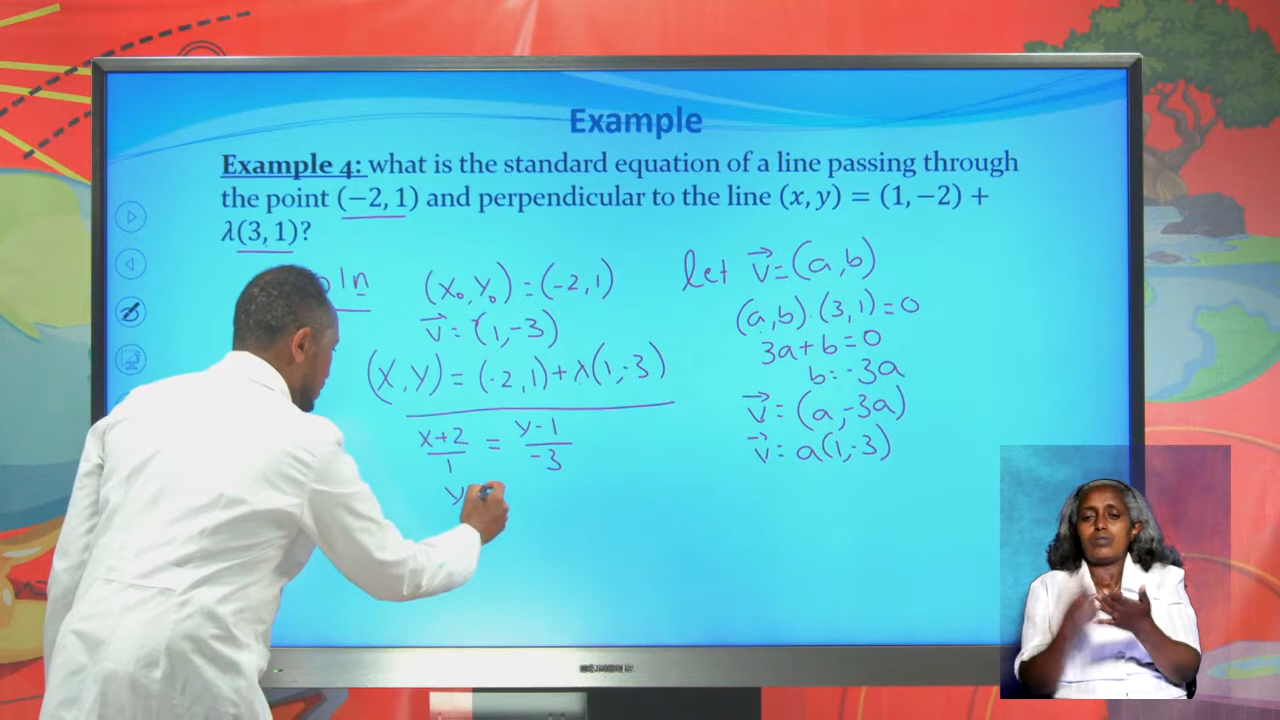 Example
Example 4: what is the standard equation of a line passing through
the point (−2, 1) and perpendicular to the line (x, y) = (1, −2) +
λ(3, 1)?
(x₀, y₀) = (-2, 1)
v⃗ = (1, -3)
(x, y) = (-2, 1) + λ(1, -3)
x+2/1 = y-1/-3
y
let v⃗ = (a, b)
(a, b) · (3, 1) = 0
3a + b = 0
b = -3a
v⃗ = (a, -3a)
v⃗ = a(1, -3)